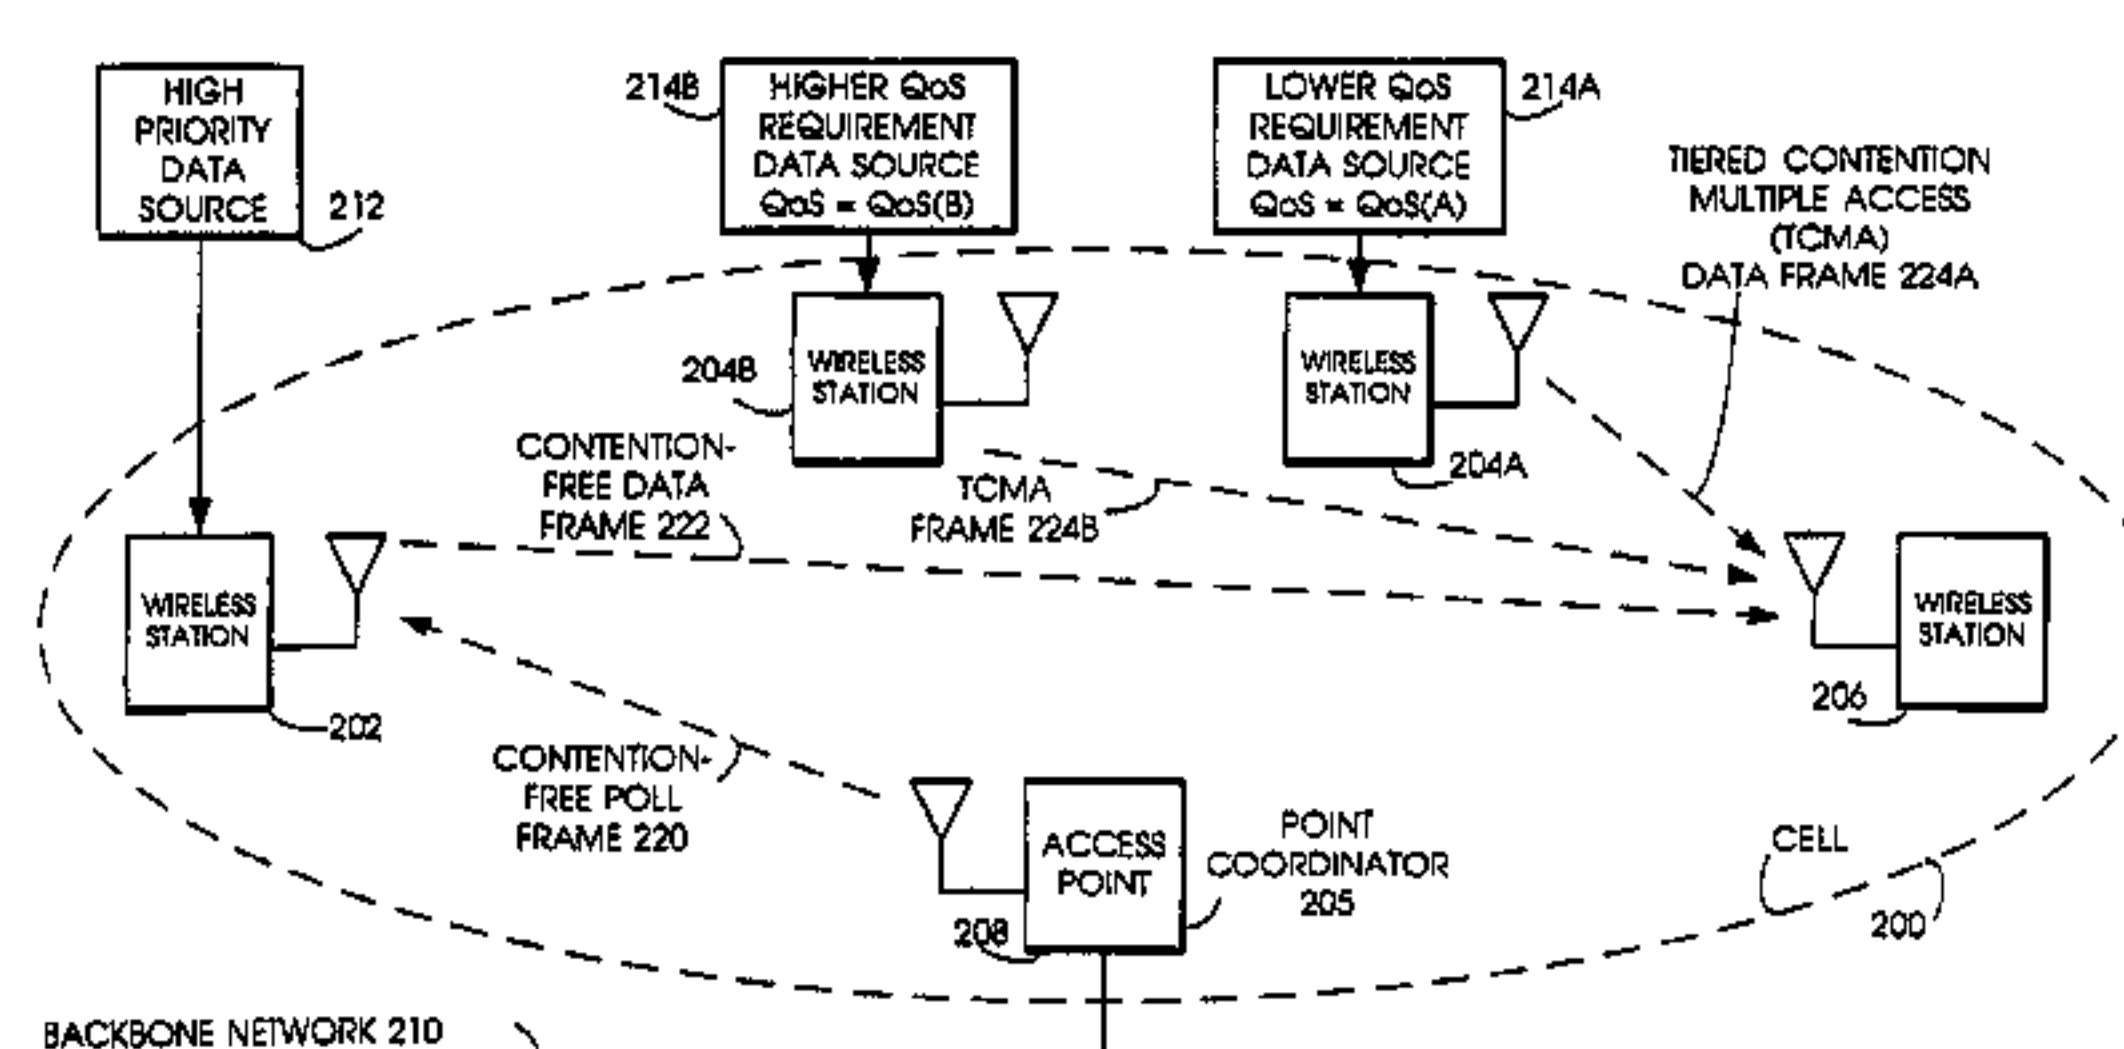 HIGH
PRIORITY
DATA
SOURCE
212
214B
HIGHER QoS
REQUIREMENT
DATA SOURCE
QoS = QoS(B)
LOWER QoS
REQUIREMENT
DATA SOURCE
QoS = QoS(A)
214A
TIERED CONTENTION
MULTIPLE ACCESS
(TCMA)
DATA FRAME 224A
204B
WIRELESS
STATION
WIRELESS
STATION
204A
CONTENTION-
FREE DATA
FRAME 222
TCMA
FRAME 224B
WIRELESS
STATION
202
WIRELESS
STATION
206
CONTENTION-
FREE POLL
FRAME 220
ACCESS
POINT
208
POINT
COORDINATOR
205
CELL
200
BACKBONE NETWORK 210